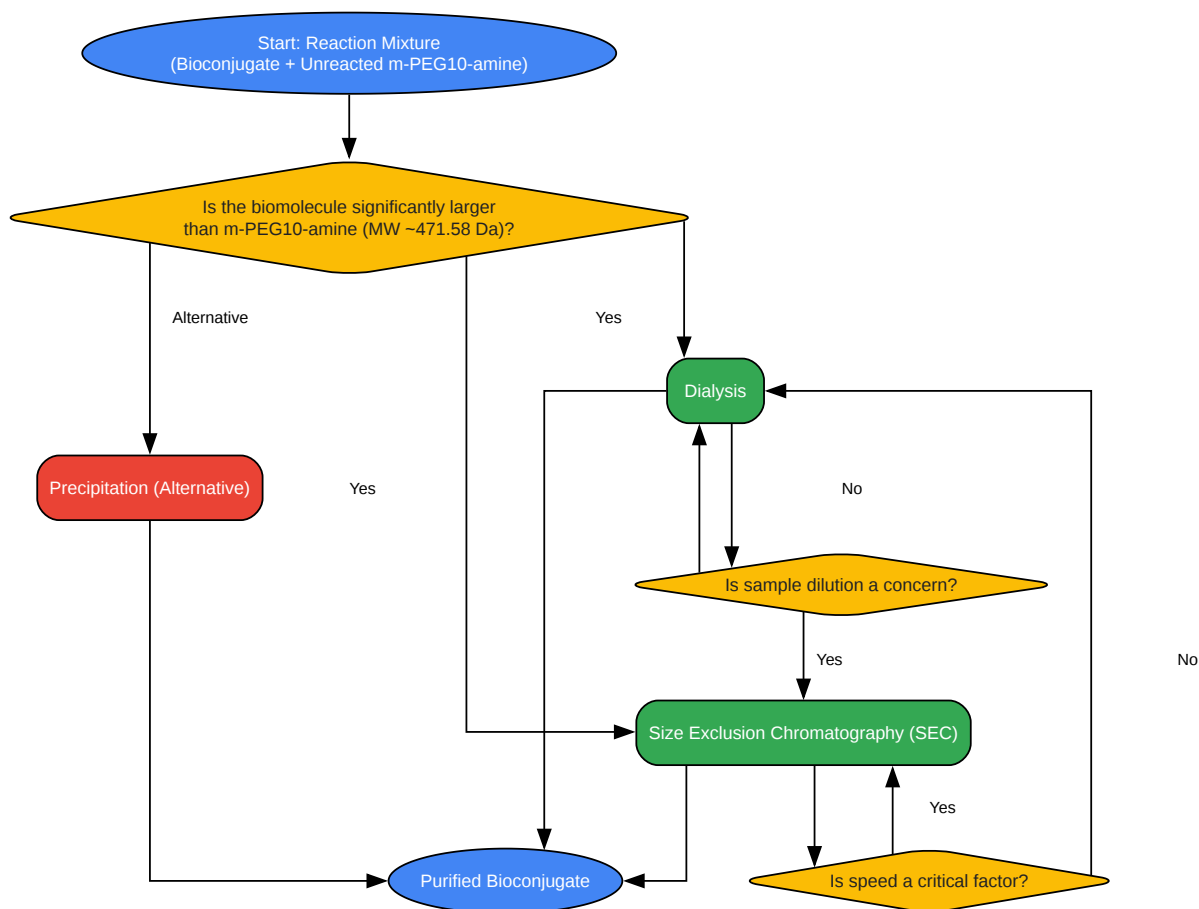 Start: Reaction Mixture
(Bioconjugate + Unreacted m-PEG10-amine)
Is the biomolecule significantly larger
than m-PEG10-amine (MW ~471.58 Da)?
Alternative
Yes
Dialysis
Precipitation (Alternative)
Yes
No
Is sample dilution a concern?
Yes
No
Size Exclusion Chromatography (SEC)
Yes
Purified Bioconjugate
Is speed a critical factor?